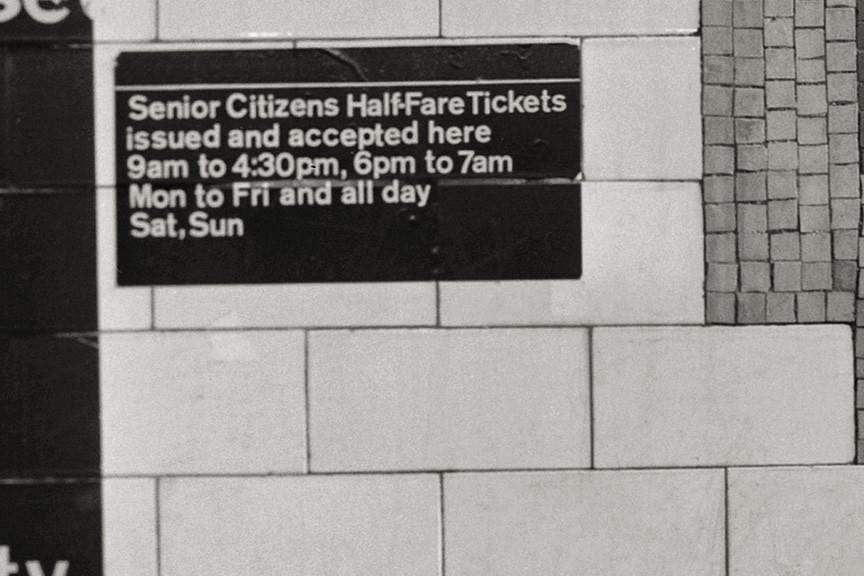 Senior Citizens Half-Fare Tickets
issued and accepted here
9am to 4:30pm, 6pm to 7am
Mon to Fri and all day
Sat, Sun